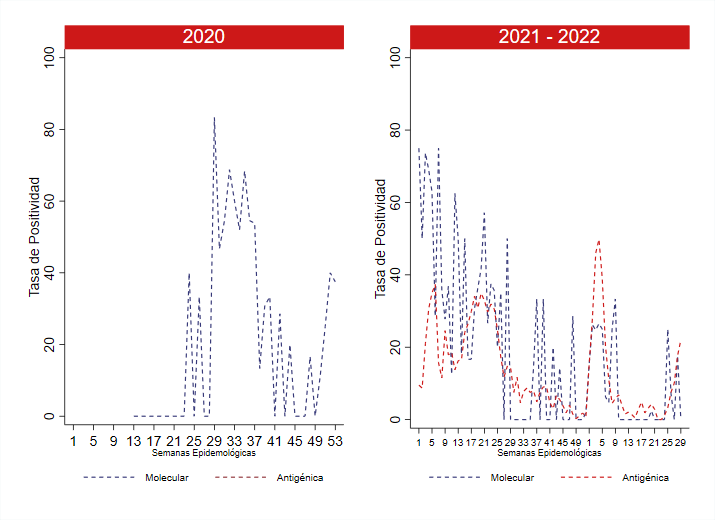 2020
Tasa de Positividad
100
80
60
40
20
0
1 5 9 13 17 21 25 29 33 37 41 45 49 53
Semanas Epidemológicas
Molecular Antigénica
2021 - 2022
Tasa de Positividad
100
80
60
40
20
0
1 5 9 13 17 21 25 29 33 37 41 45 49 1 5 9 13 17 21 25 29
Semanas Epidemológicas
Molecular Antigénica